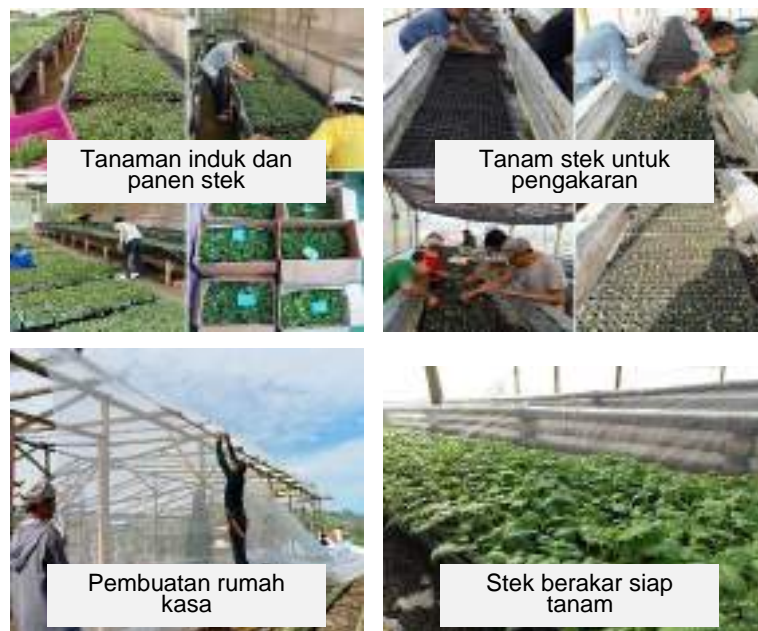 Tanaman induk dan
panen stek
Tanam stek untuk
pengakaran
Pembuatan rumah
kasa
Stek berakar siap
tanam